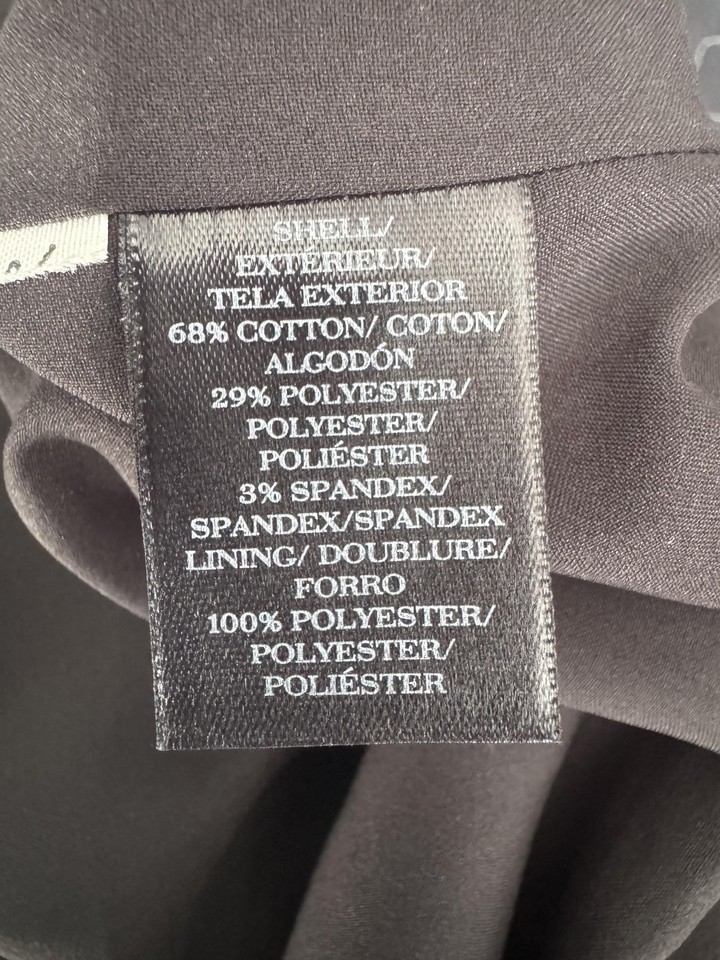 SHELL/
EXTÉRIEUR/
TELA EXTERIOR
68% COTTON/ COTON/
ALGODÓN
29% POLYESTER/
POLYESTER/
POLIÉSTER
3% SPANDEX/
SPANDEX/SPANDEX
LINING/ DOUBLURE/
FORRO
100% POLYESTER/
POLYESTER/
POLIÉSTER